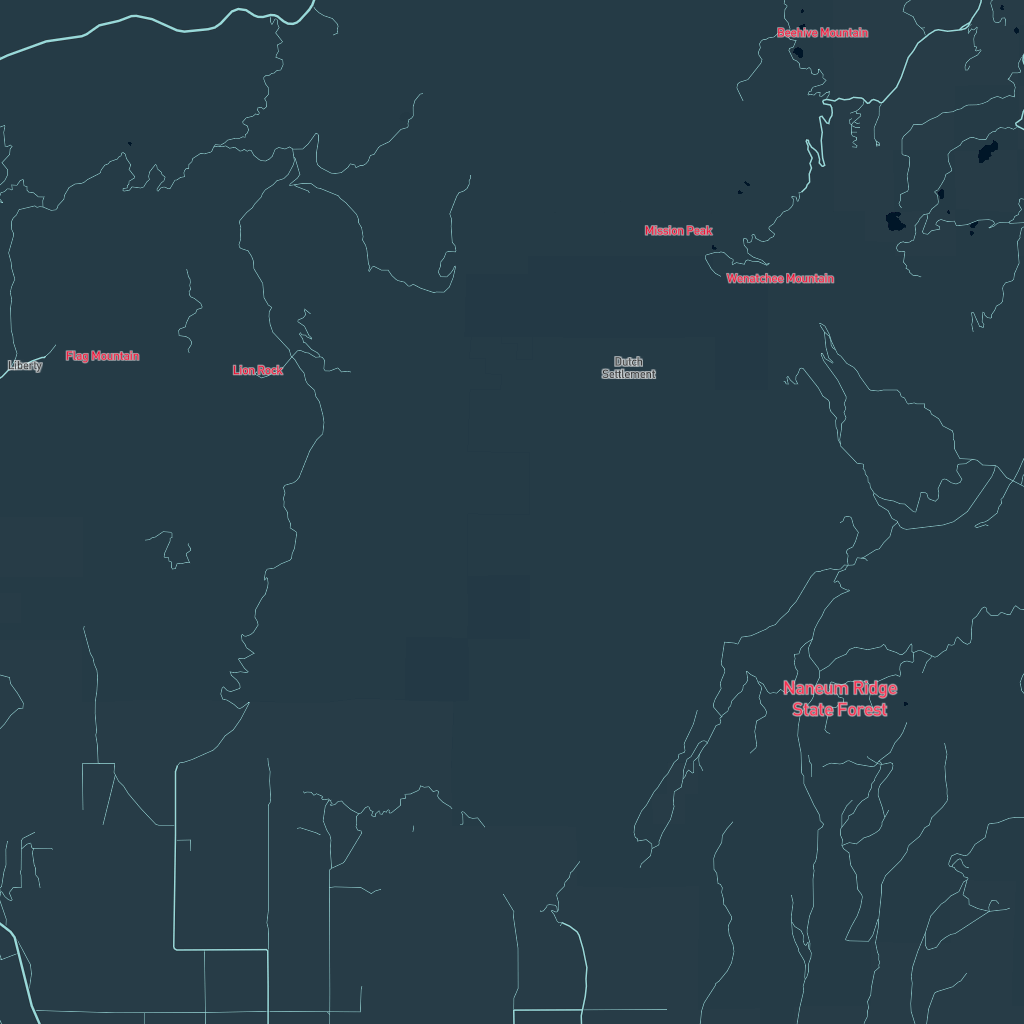 Beehive Mountain
Mission Peak
Wenatchee Mountain
Flag Mountain
Liberty
Lion Rock
Dutch
Settlement
Naneum Ridge
State Forest